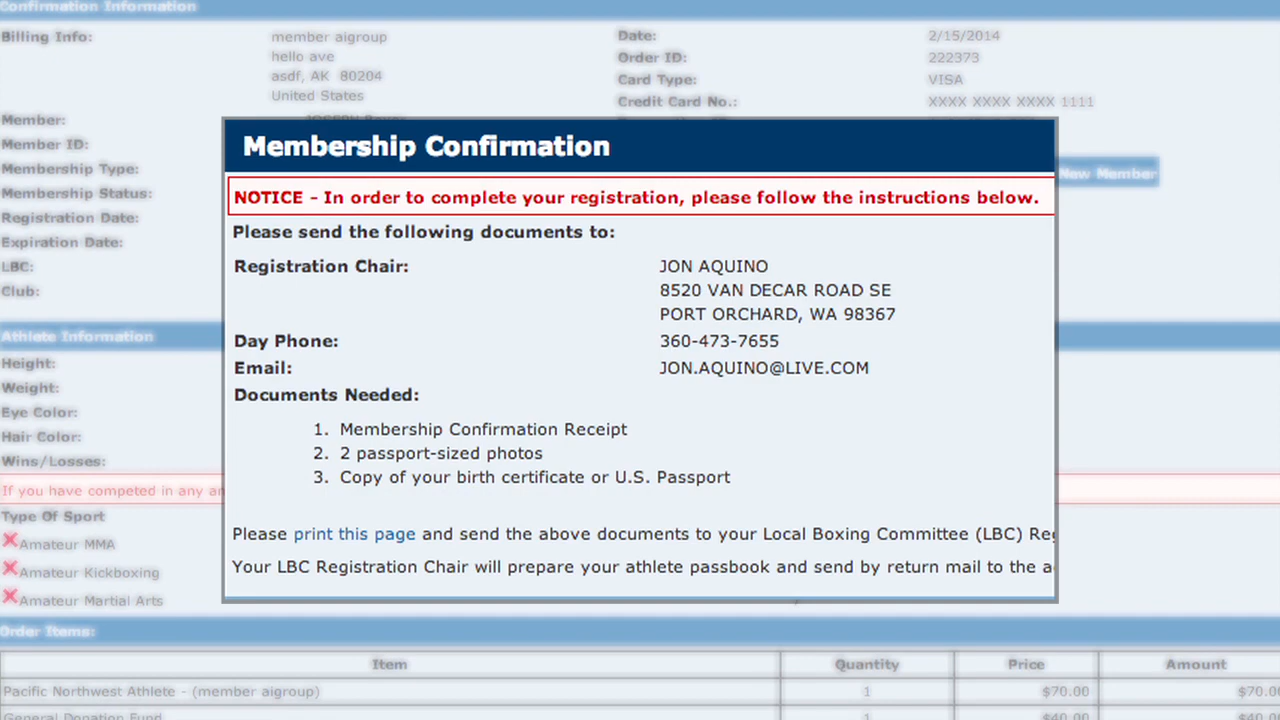 Confirmation Information
Billing Info:
member aigroup
hello ave
asdf, AK 80204
United States
Date:
2/15/2014
Order ID:
222373
Card Type:
VISA
Credit Card No.:
XXXX XXXX XXXX 1111
Member:
Member ID:
Membership Type:
New Member
Membership Status:
Registration Date:
Expiration Date:
LBC:
Club:
Membership Confirmation
NOTICE - In order to complete your registration, please follow the instructions below.
Please send the following documents to:
Registration Chair:
JON AQUINO
8520 VAN DECAR ROAD SE
PORT ORCHARD, WA 98367
Day Phone:
360-473-7655
Email:
JON.AQUINO@LIVE.COM
Documents Needed:
1. Membership Confirmation Receipt
2. 2 passport-sized photos
3. Copy of your birth certificate or U.S. Passport
Please print this page and send the above documents to your Local Boxing Committee (LBC)
Your LBC Registration Chair will prepare your athlete passbook and send by return mail to the
Athlete Information
Height:
Weight:
Eye Color:
Hair Color:
Wins/Losses:
If you have competed in any
Type Of Sport
Amateur MMA
Amateur Kickboxing
Amateur Martial Arts
Order Items:
Item Quantity Price Amount
Pacific Northwest Athlete - (member aigroup) 1 $70.00 $70.
General Donation Fund 1 $40.00